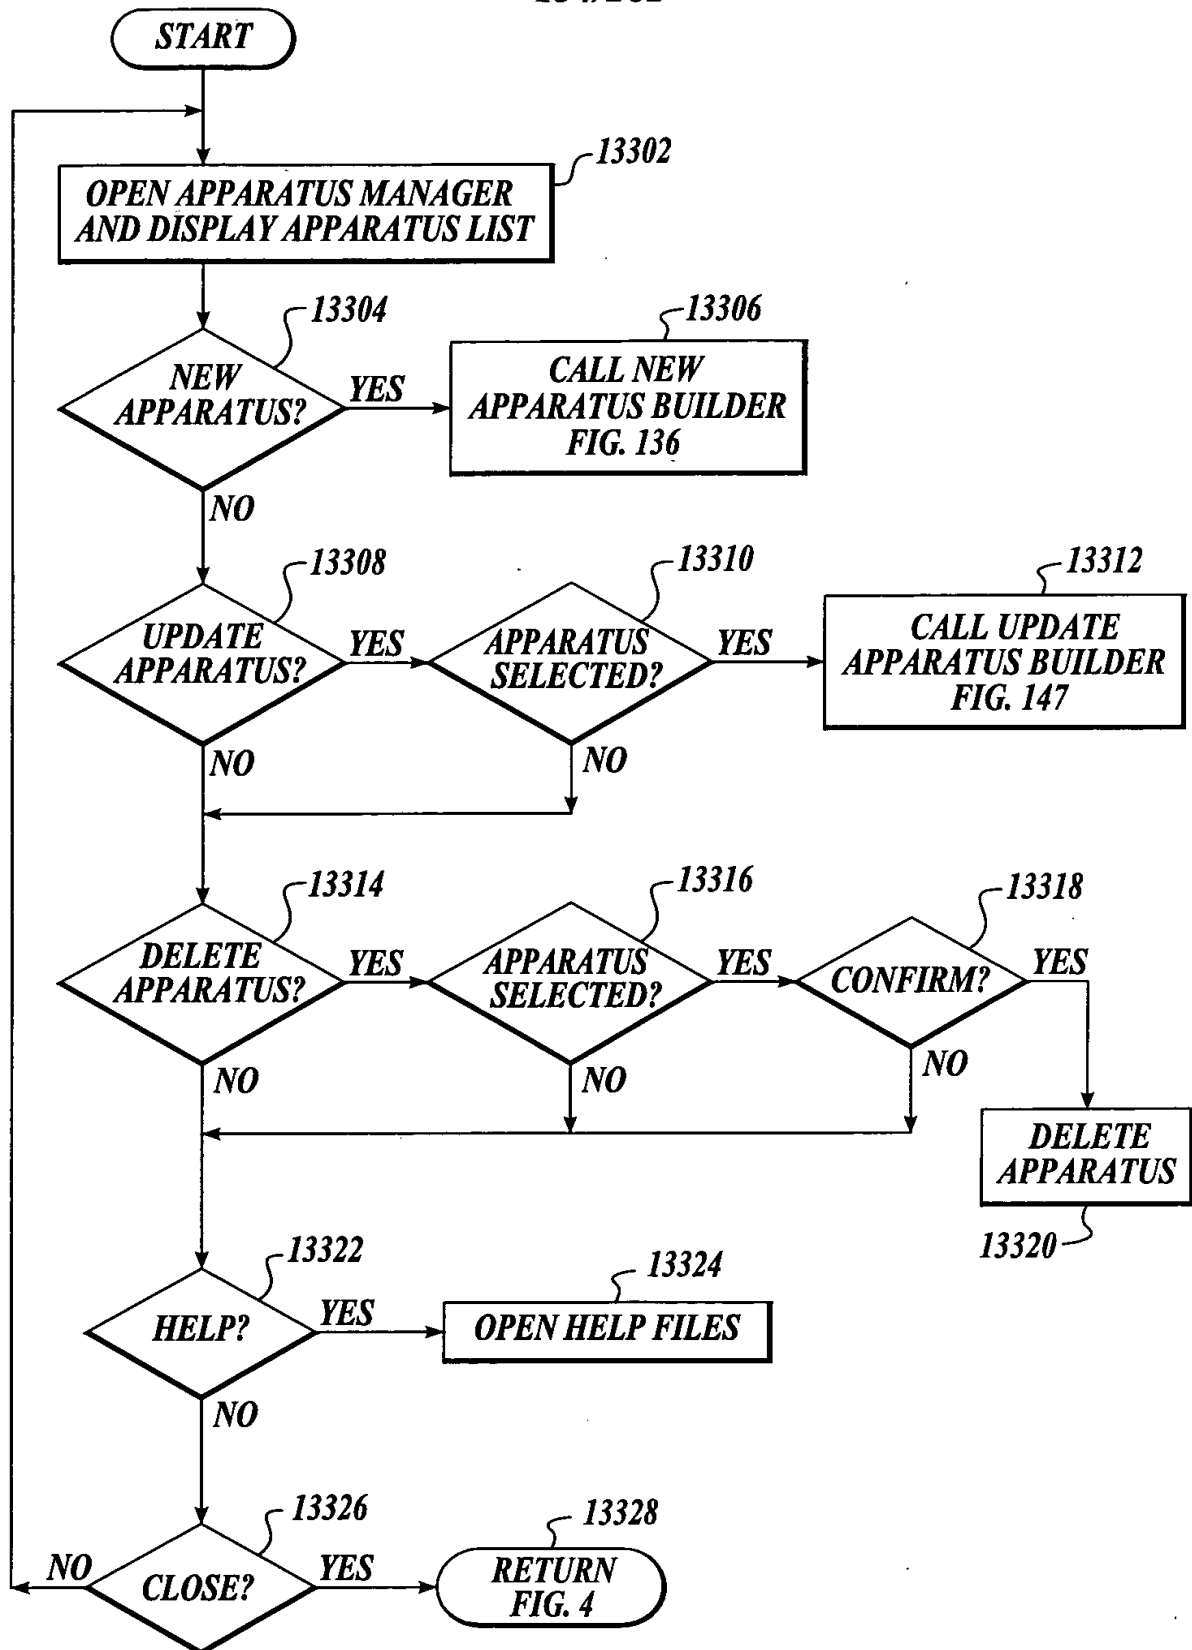 START
13302
OPEN APPARATUS MANAGER
AND DISPLAY APPARATUS LIST
13304
NEW
APPARATUS?
YES
NO
13306
CALL NEW
APPARATUS BUILDER
FIG. 136
13308
UPDATE
APPARATUS?
YES
NO
13310
APPARATUS
SELECTED?
YES
NO
13312
CALL UPDATE
APPARATUS BUILDER
FIG. 147
13314
DELETE
APPARATUS?
YES
NO
13316
APPARATUS
SELECTED?
YES
NO
13318
CONFIRM?
YES
NO
DELETE
APPARATUS
13320
13322
HELP?
YES
NO
13324
OPEN HELP FILES
13326
NO
CLOSE?
YES
13328
RETURN
FIG. 4